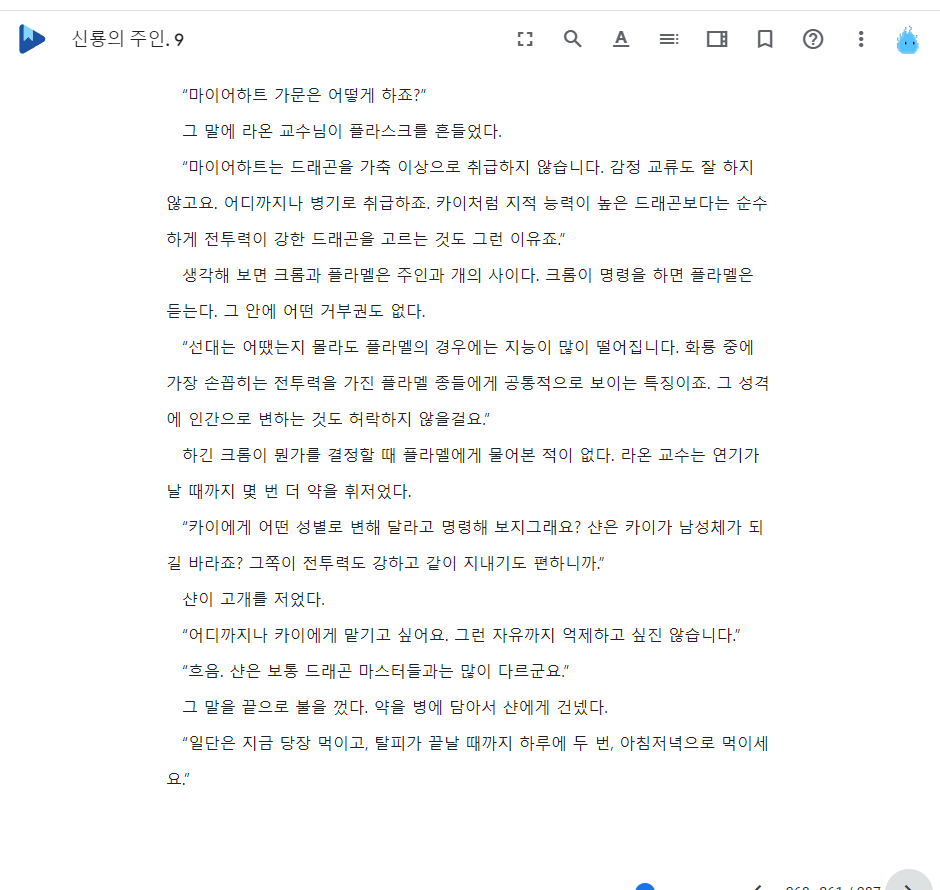 신룡의 주인. 9
“마이어하트 가문은 어떻게 하죠?”
그 말에 라온 교수님이 플라스크를 흔들었다.
“마이어하트는 드래곤을 가축 이상으로 취급하지 않습니다. 감정 교류도 잘 하지
않고요. 어디까지나 병기로 취급하죠. 카이처럼 지적 능력이 높은 드래곤보다는 순수
하게 전투력이 강한 드래곤을 고르는 것도 그런 이유죠.”
생각해 보면 크롬과 플라멜은 주인과 개의 사이다. 크롬이 명령을 하면 플라멜은
듣는다. 그 안에 어떤 거부권도 없다.
“선대는 어땠는지 몰라도 플라멜의 경우에는 지능이 많이 떨어집니다. 화룡 중에
가장 손꼽히는 전투력을 가진 플라멜 종들에게 공통적으로 보이는 특징이죠. 그 성격
에 인간으로 변하는 것도 허락하지 않을걸요.”
하긴 크롬이 뭔가를 결정할 때 플라멜에게 물어본 적이 없다. 라온 교수는 연기가
날 때까지 몇 번 더 약을 휘저었다.
“카이에게 어떤 성별로 변해 달라고 명령해 보지그래요? 샨은 카이가 남성체가 되
길 바라죠? 그쪽이 전투력도 강하고 같이 지내기도 편하니까.”
샨이 고개를 저었다.
“어디까지나 카이에게 맡기고 싶어요. 그런 자유까지 억제하고 싶진 않습니다.”
“흐음. 샨은 보통 드래곤 마스터들과는 많이 다르군요.”
그 말을 끝으로 불을 껐다. 약을 병에 담아서 샨에게 건넸다.
“일단은 지금 당장 먹이고, 탈피가 끝날 때까지 하루에 두 번, 아침저녁으로 먹이세
요.”